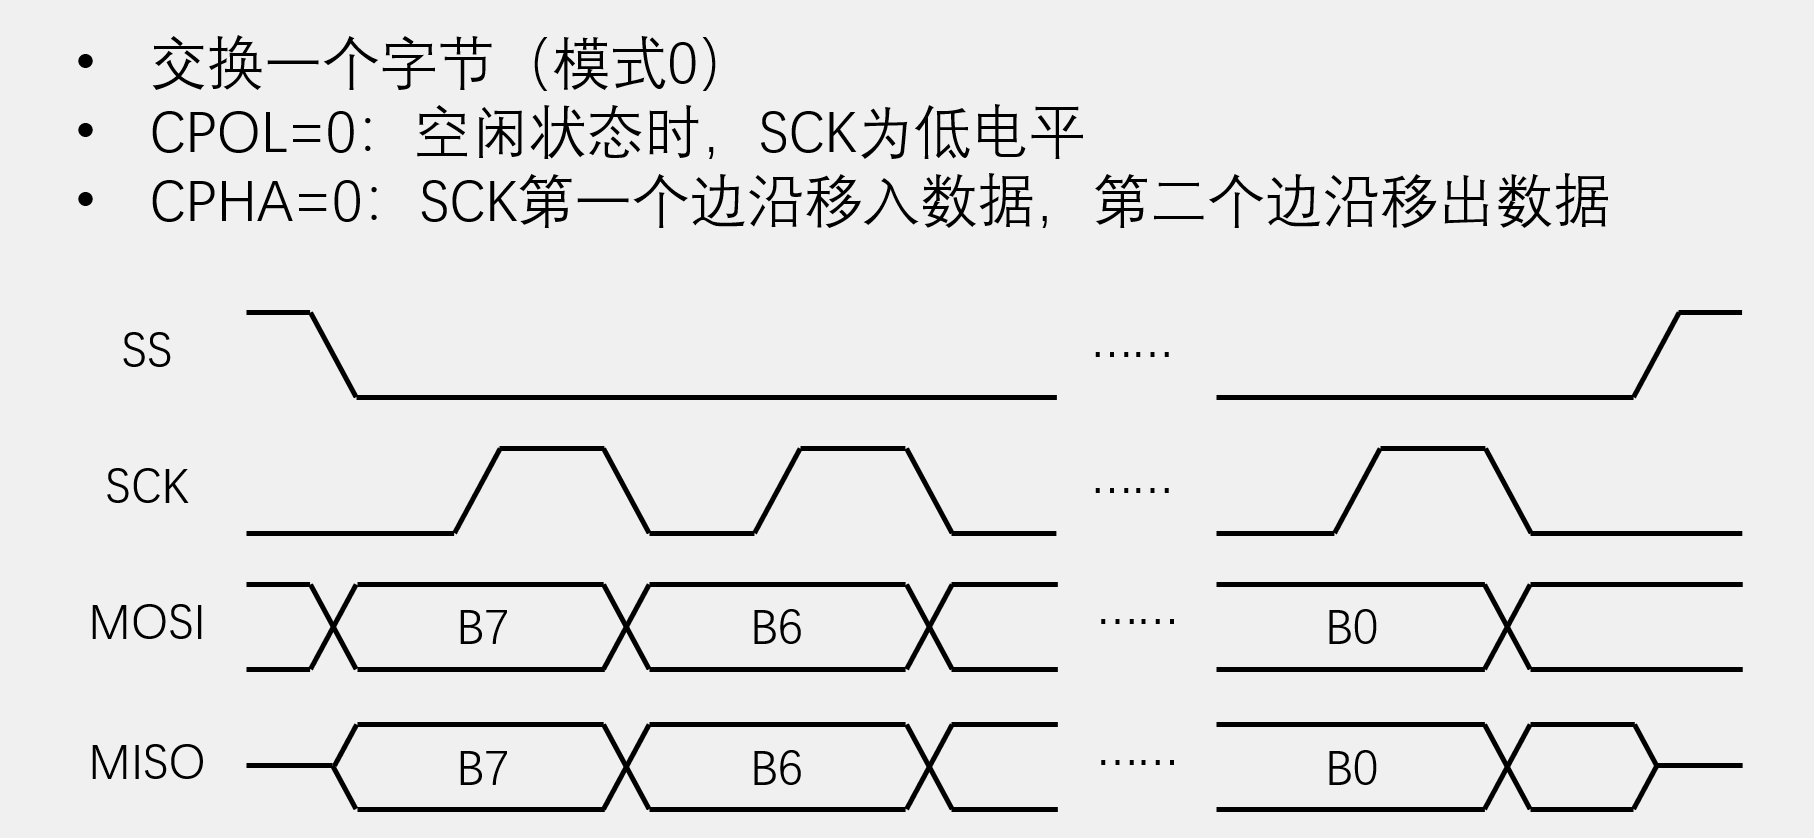 • 交换一个字节（模式0）
• CPOL=0：空闲状态时，SCK为低电平
• CPHA=0：SCK第一个边沿移入数据，第二个边沿移出数据
SS ……
SCK ……
MOSI B7 B6 …… B0
MISO B7 B6 …… B0